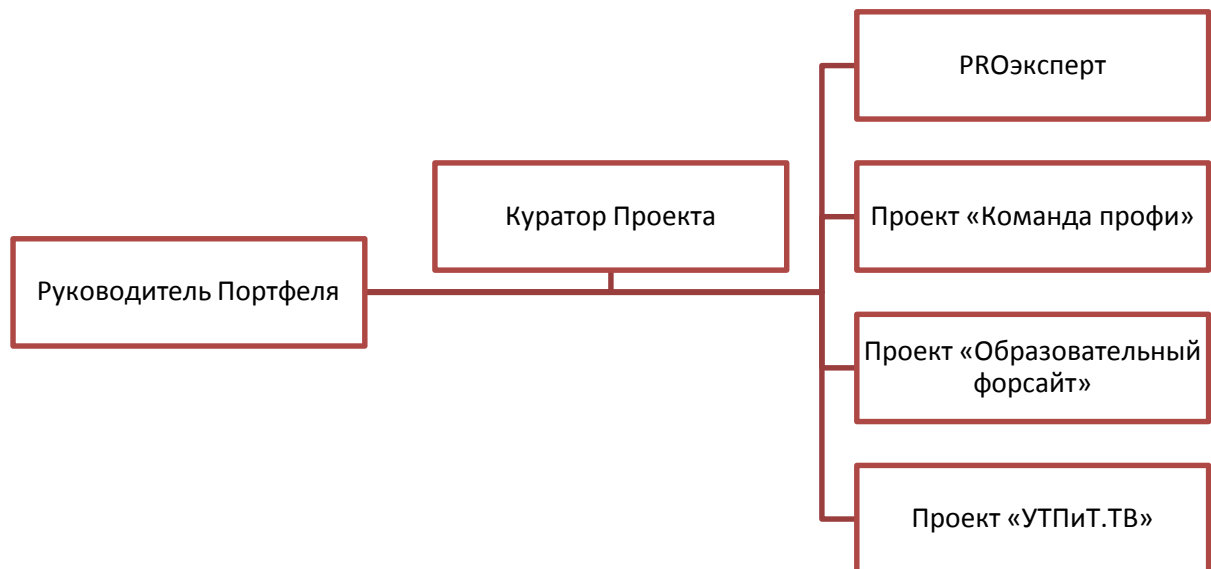 PROэксперт
Куратор Проекта
Проект «Команда профи»
Руководитель Портфеля
Проект «Образовательный
форсайт»
Проект «УТПиТ.ТВ»